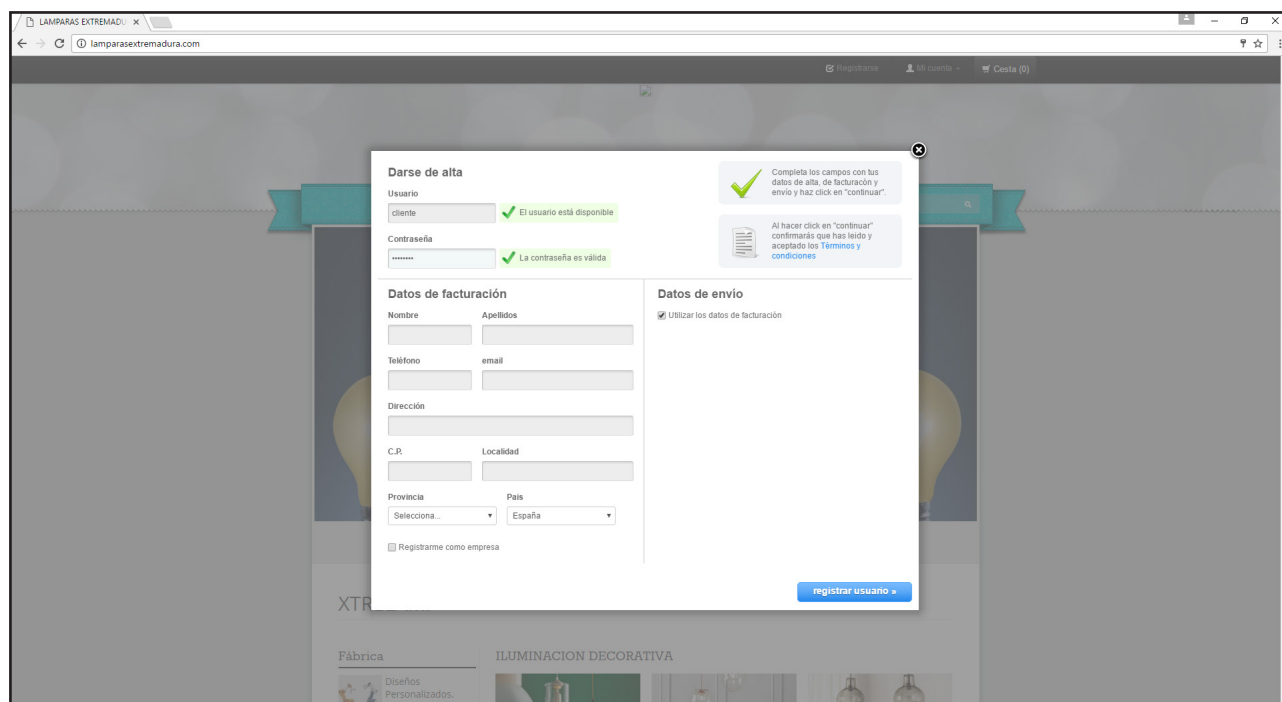 LAMPARAS EXTREMADU
lamparasextremadura.com
Registrarse Mi cuenta Cesta (0)
Darse de alta
Usuario
cliente
El usuario está disponible
Contraseña
La contraseña es válida
Completa los campos con tus
datos de alta, de facturacón y
envío y haz click en "continuar".
Al hacer click en "continuar"
confirmarás que has leído y
aceptado los Términos y
condiciones
Datos de facturación
Nombre Apellidos
Teléfono email
Dirección
C.P. Localidad
Provincia País
Selecciona... España
Registrarme como empresa
Datos de envío
Utilizar los datos de facturación
registrar usuario »
XTR
Fábrica
Diseños
Personalizados.
ILUMINACION DECORATIVA